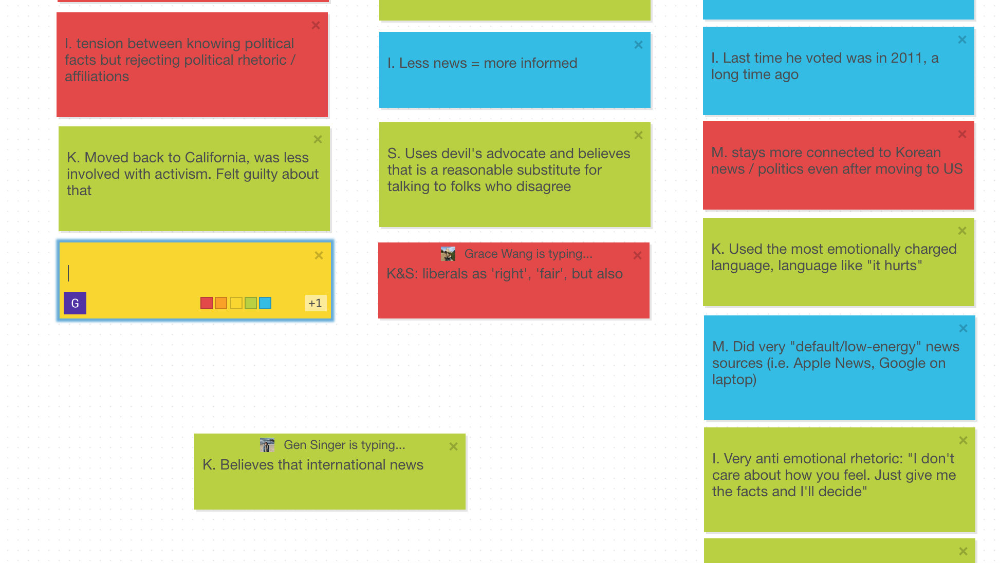 I. tension between knowing political
facts but rejecting political rhetoric /
affiliations
K. Moved back to California, was less
involved with activism. Felt guilty about
that
G
+1
I. Less news = more informed
S. Uses devil's advocate and believes
that is a reasonable substitute for
talking to folks who disagree
Grace Wang is typing...
K&S: liberals as 'right', 'fair', but also
Gen Singer is typing...
K. Believes that international news
I. Last time he voted was in 2011, a
long time ago
M. stays more connected to Korean
news / politics even after moving to US
K. Used the most emotionally charged
language, language like "it hurts"
M. Did very "default/low-energy" news
sources (i.e. Apple News, Google on
laptop)
I. Very anti emotional rhetoric: "I don't
care about how you feel. Just give me
the facts and I'll decide"